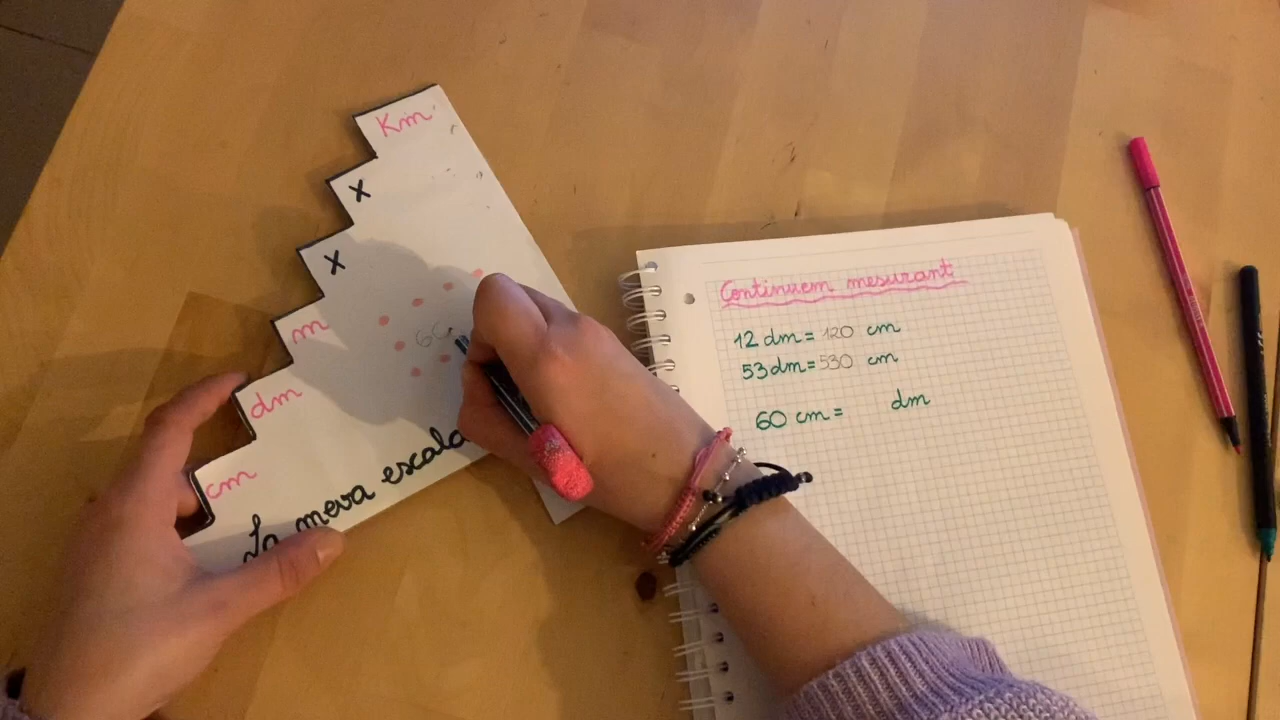 Km
x
x
m
dm
cm
La meva escala
60
Continuem mesurant
12 dm = 120 cm
53 dm = 530 cm
60 cm = dm